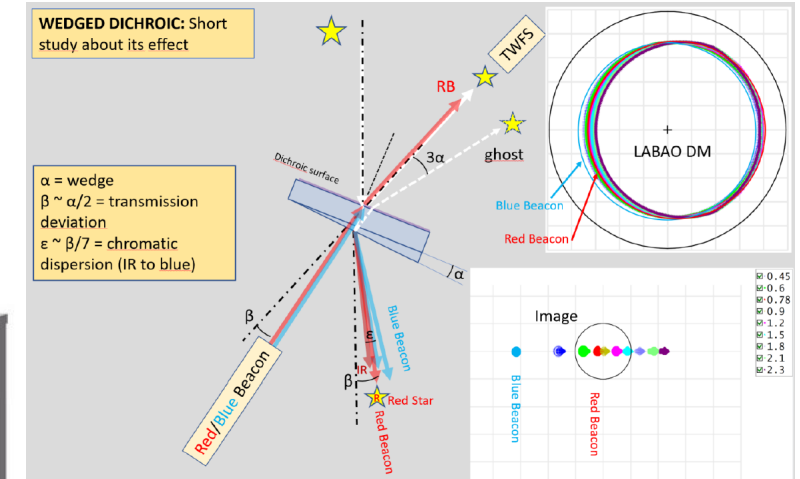 WEDGED DICHROIC: Short
study about its effect
TWFS
RB
3α
ghost
Dichroic surface
LABAO DM
Blue Beacon
Red Beacon
α = wedge
β ~ α/2 = transmission
deviation
ε ~ β/7 = chromatic
dispersion (IR to blue)
α
β
ε
Blue Beacon
IR
β
R
Red Star
Red Beacon
Red/Blue Beacon
Image
Blue Beacon
Red Beacon
0.45
0.6
0.78
0.9
1.2
1.5
1.8
2.1
2.3